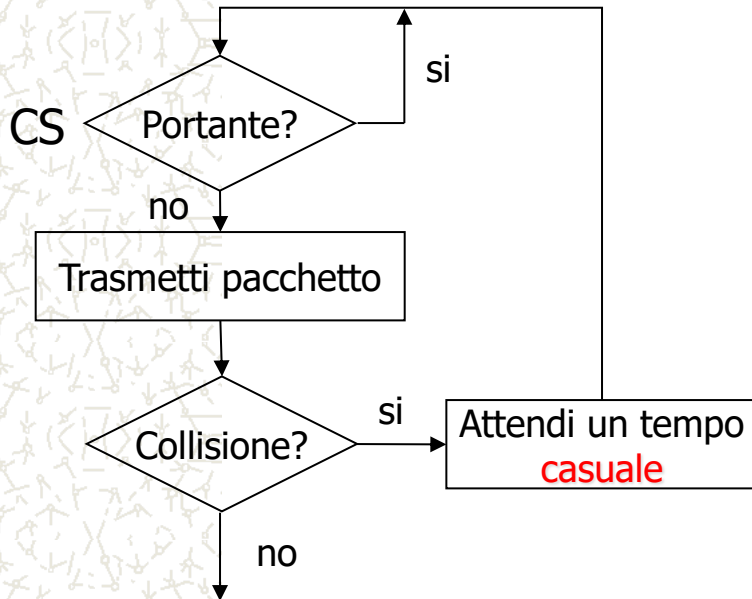 si
CS
Portante?
no
Trasmetti pacchetto
Collisione?
si
Attendi un tempo
casuale
no